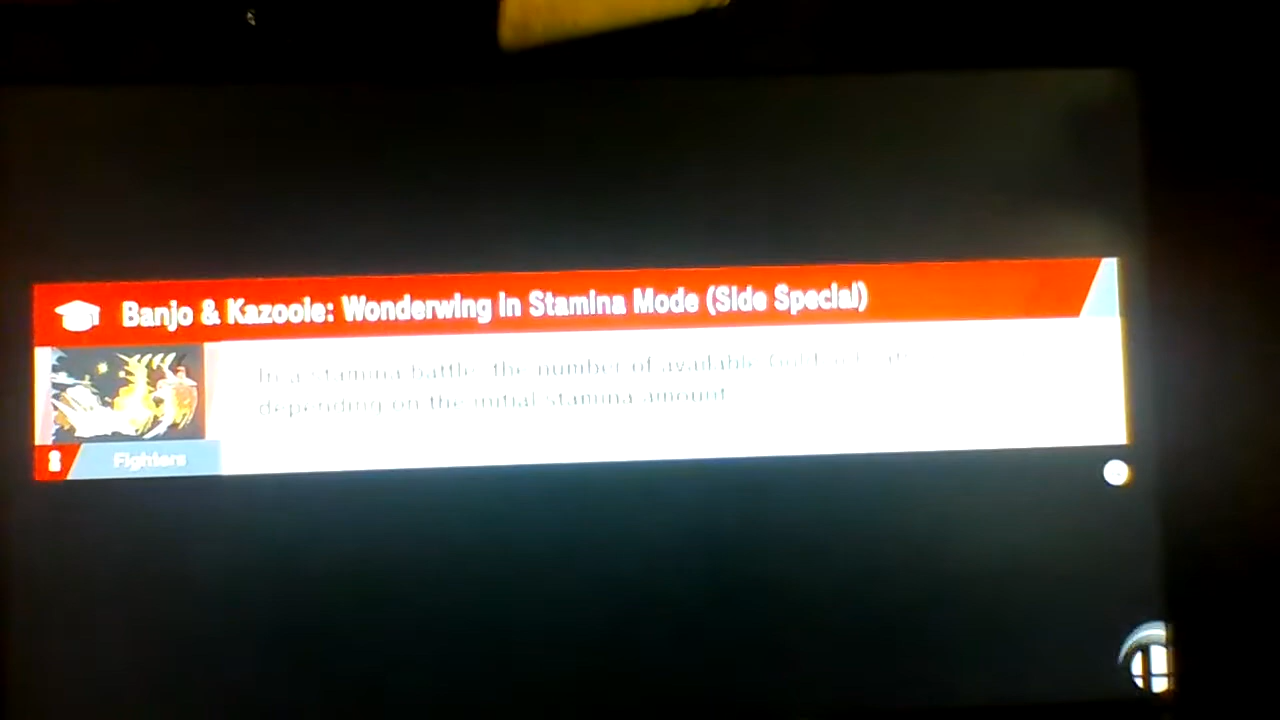 Banjo & Kazooie: Wonderwing in Stamina Mode (Side Special)
In a Stamina battle, the number of available Gold
depending on the initial stamina amount.
Fighters